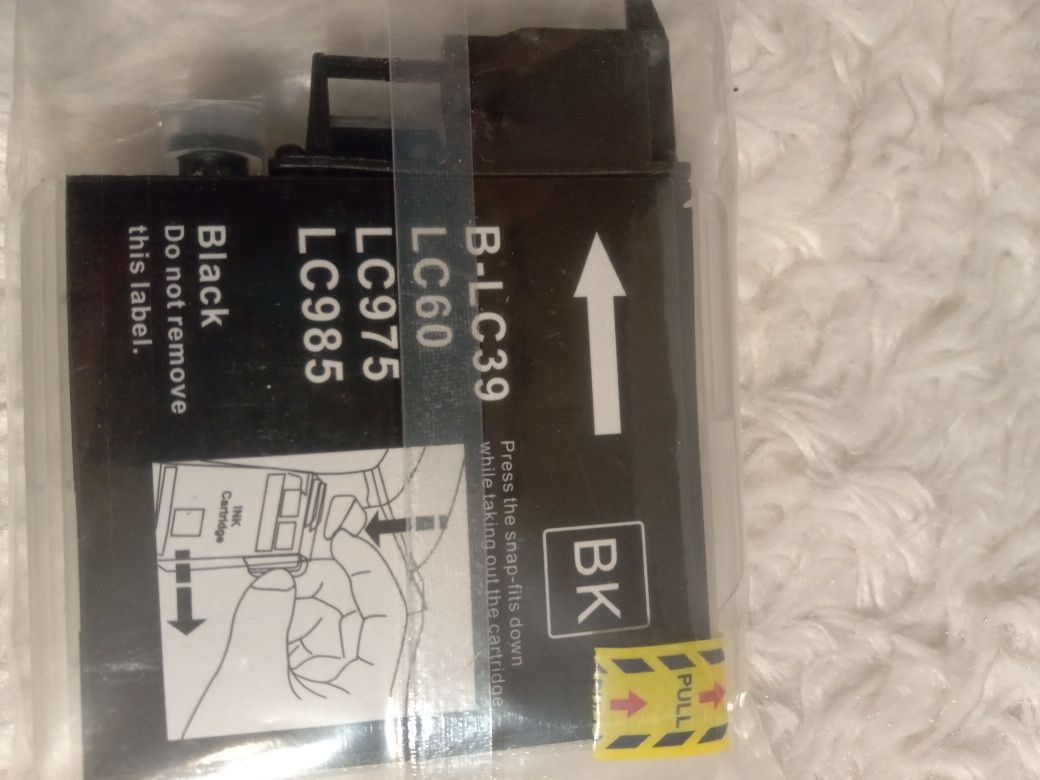 BK
B-LC39
LC60
LC975
LC985
Black
Do not remove
this label.
Press the snap-fits down
while taking out the cartridge
INK
Cartridge
PULL